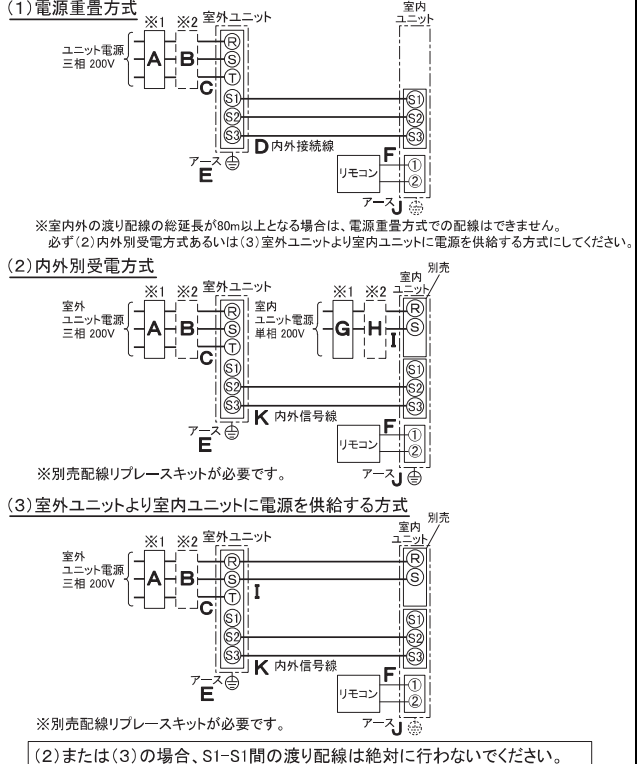 (1)電源重畳方式
※1 ※2 室外ユニット
室内
ユニット
ユニット電源
三相 200V
A
B
C
R
S
T
S1
S2
S3
S1
S2
S3
D 内外接続線
アース
E
リモコン
F
①
②
アース J
※室内外の渡り配線の総延長が80m以上となる場合は、電源重畳方式での配線はできません。
必ず(2)内外別受電方式あるいは(3)室外ユニットより室内ユニットに電源を供給する方式にしてください。
(2)内外別受電方式
※1 ※2 室外ユニット
室外
ユニット電源
三相 200V
A
B
C
R
S
T
S1
S2
S3
※1 ※2
室内
ユニット電源
単相 200V
G
H
I
室内
ユニット
別売
R
S
S1
S2
S3
K 内外信号線
アース
E
リモコン
F
①
②
アース J
※別売配線リプレースキットが必要です。
(3)室外ユニットより室内ユニットに電源を供給する方式
※1 ※2 室外ユニット
室外
ユニット電源
三相 200V
A
B
C
R
S
T
S1
S2
S3
I
室内
ユニット
別売
R
S
S1
S2
S3
K 内外信号線
アース
E
リモコン
F
①
②
アース J
※別売配線リプレースキットが必要です。
(2)または(3)の場合、S1-S1間の渡り配線は絶対に行わないでください。